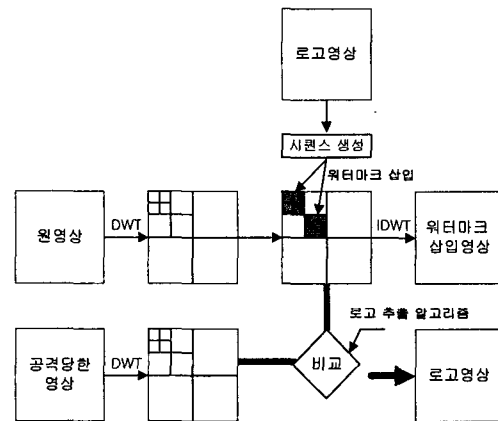 로고영상
시퀀스 생성
워터마크 삽입
원영상
DWT
IDWT
워터마크
삽입영상
로고 추출 알고리즘
공격당한
영상
DWT
비교
로고영상